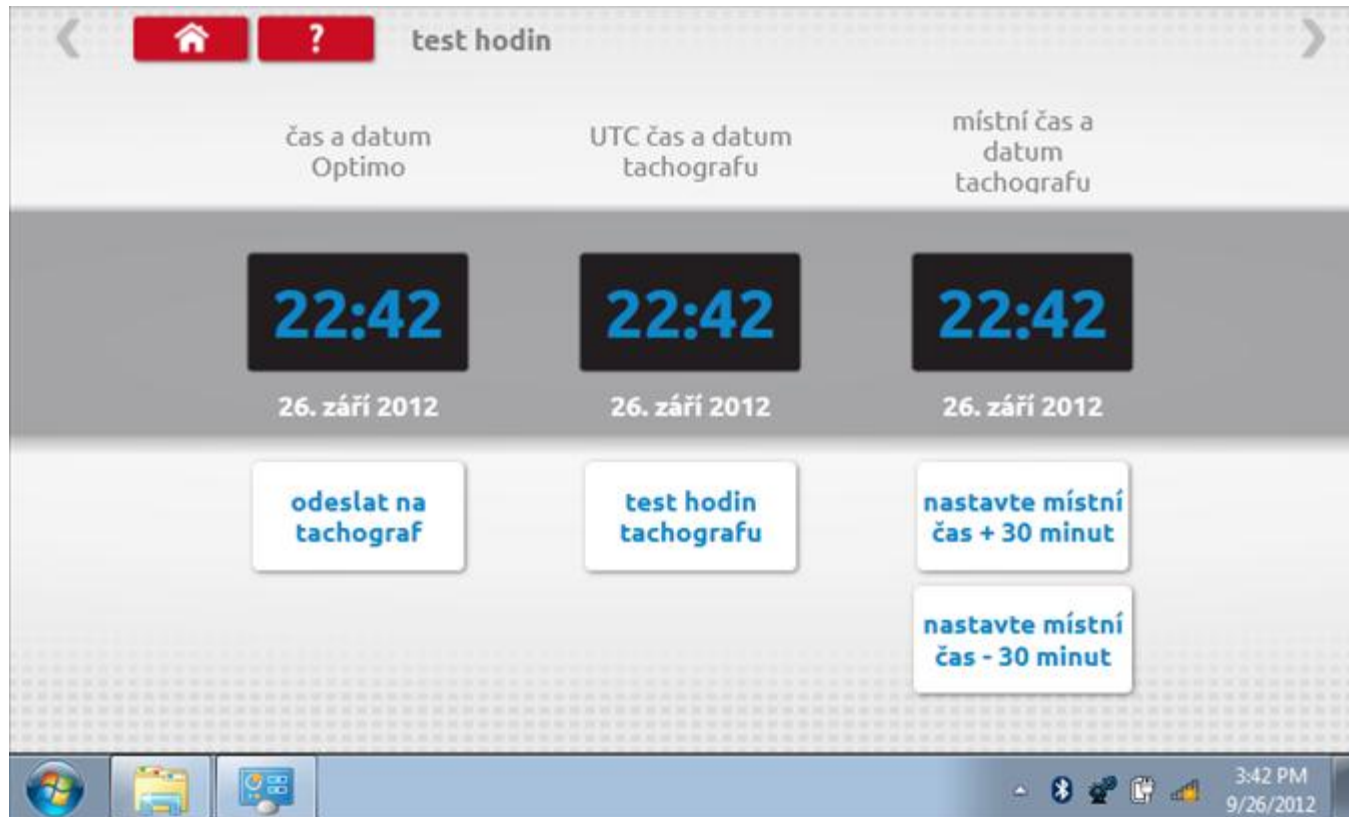 ? test hodin
čas a datum
Optimo
UTC čas a datum
tachografu
místní čas a
datum
tachografu
22:42
22:42
22:42
26. září 2012
26. září 2012
26. září 2012
odeslat na
tachograf
test hodin
tachografu
nastavte místní
čas + 30 minut
nastavte místní
čas - 30 minut
3:42 PM
9/26/2012